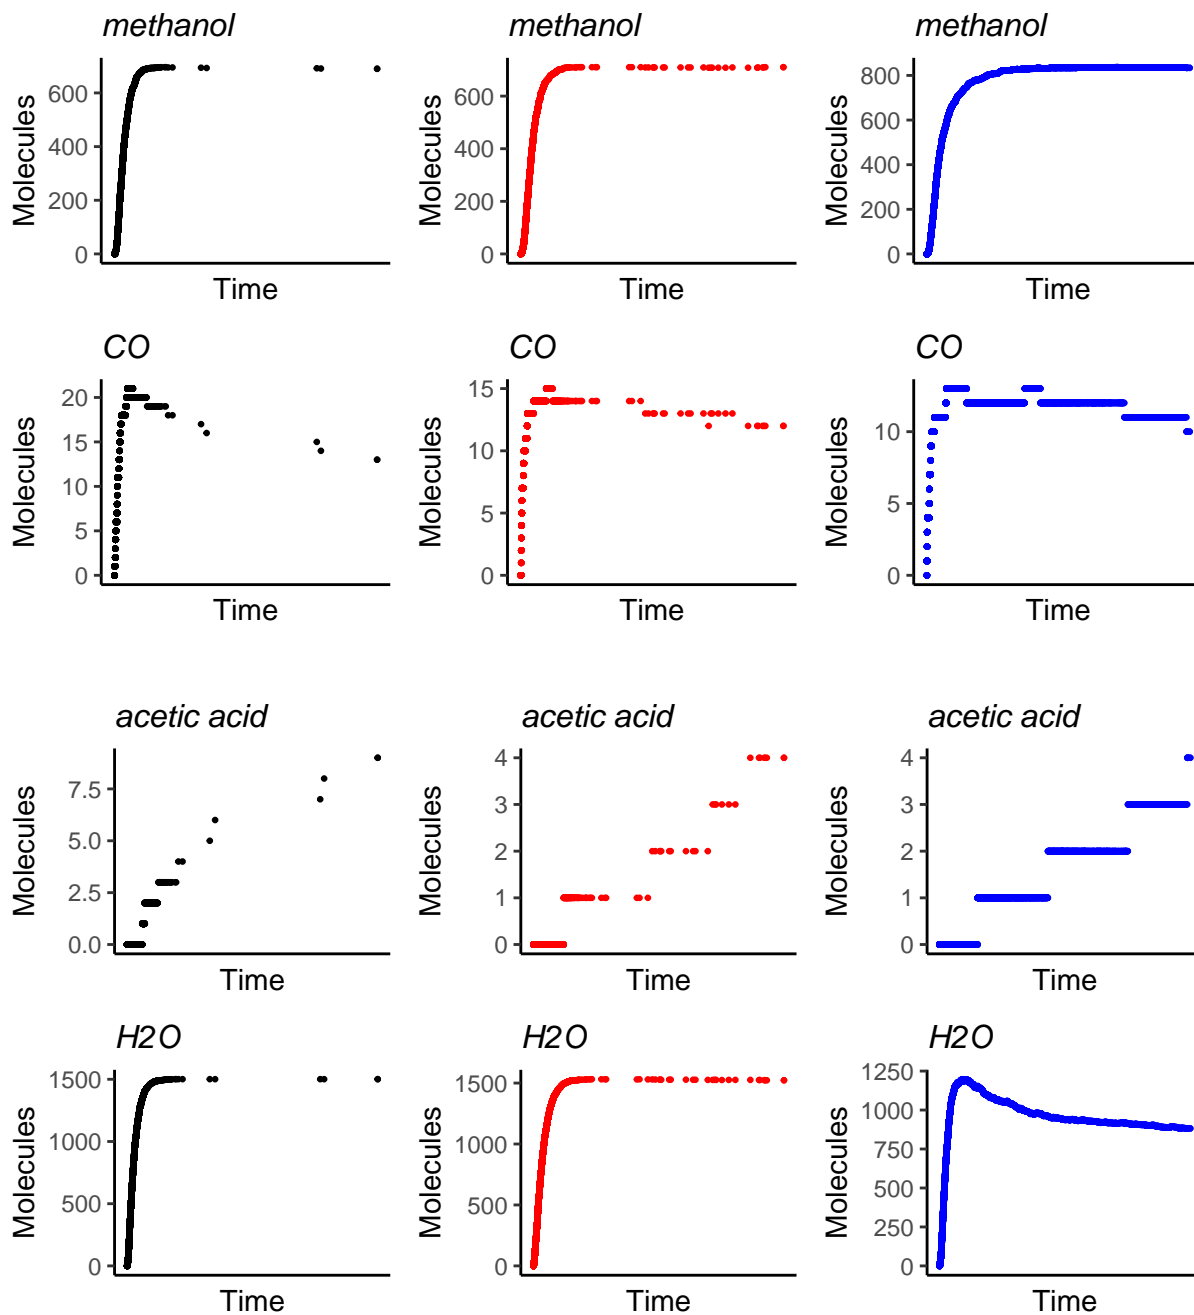 methanol
600
400
200
0
Molecules
Time
methanol
600
400
200
0
Molecules
Time
methanol
800
600
400
200
0
Molecules
Time
CO
20
15
10
5
0
Molecules
Time
CO
15
10
5
0
Molecules
Time
CO
10
5
0
Molecules
Time
acetic acid
7.5
5.0
2.5
0.0
Molecules
Time
acetic acid
4
3
2
1
0
Molecules
Time
acetic acid
4
3
2
1
0
Molecules
Time
H2O
1500
1000
500
0
Molecules
Time
H2O
1500
1000
500
0
Molecules
Time
H2O
1250
1000
750
500
250
0
Molecules
Time